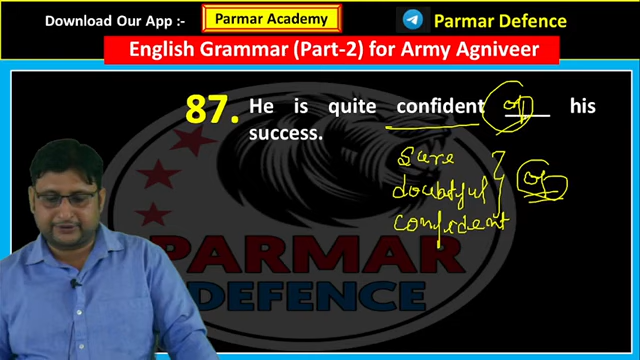 Download Our App :- Parmar Academy Parmar Defence
English Grammar (Part-2) for Army Agniveer
87. He is quite confident of ____ his
success.
Sure
doubtful of
confident
PARMAR
DEFENCE